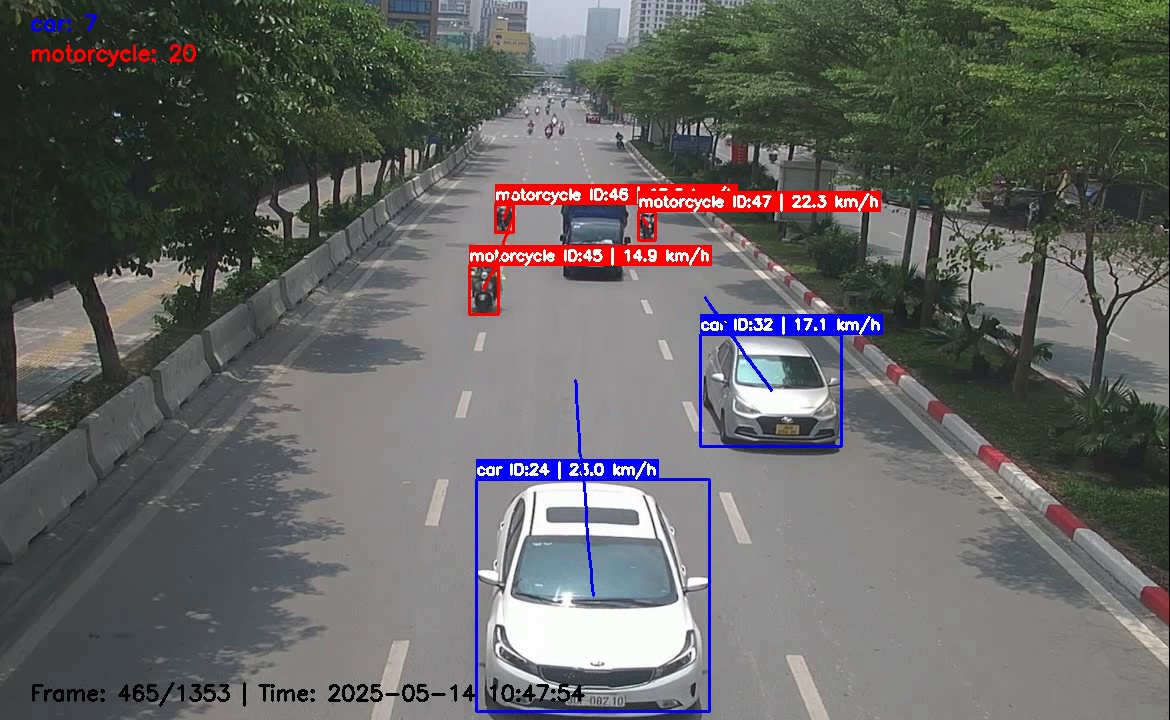 car: 7
motorcycle: 20
motorcycle ID:46 |
motorcycle ID:47 | 22.3 km/h
motorcycle ID:45 | 14.9 km/h
car ID:32 | 17.1 km/h
car ID:24 | 23.0 km/h
Frame: 465/1353 | Time: 2025-05-14 10:47:54